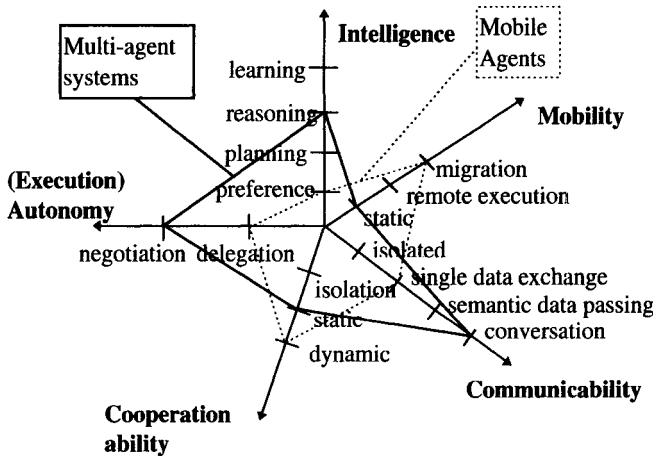 Multi-agent
systems
Intelligence
Mobile
Agents
learning
reasoning
Mobility
planning
migration
(Execution)
Autonomy
preference
remote execution
static
negotiation
delegation
isolated
single data exchange
isolation
semantic data passing
static
conversation
dynamic
Communicability
Cooperation
ability